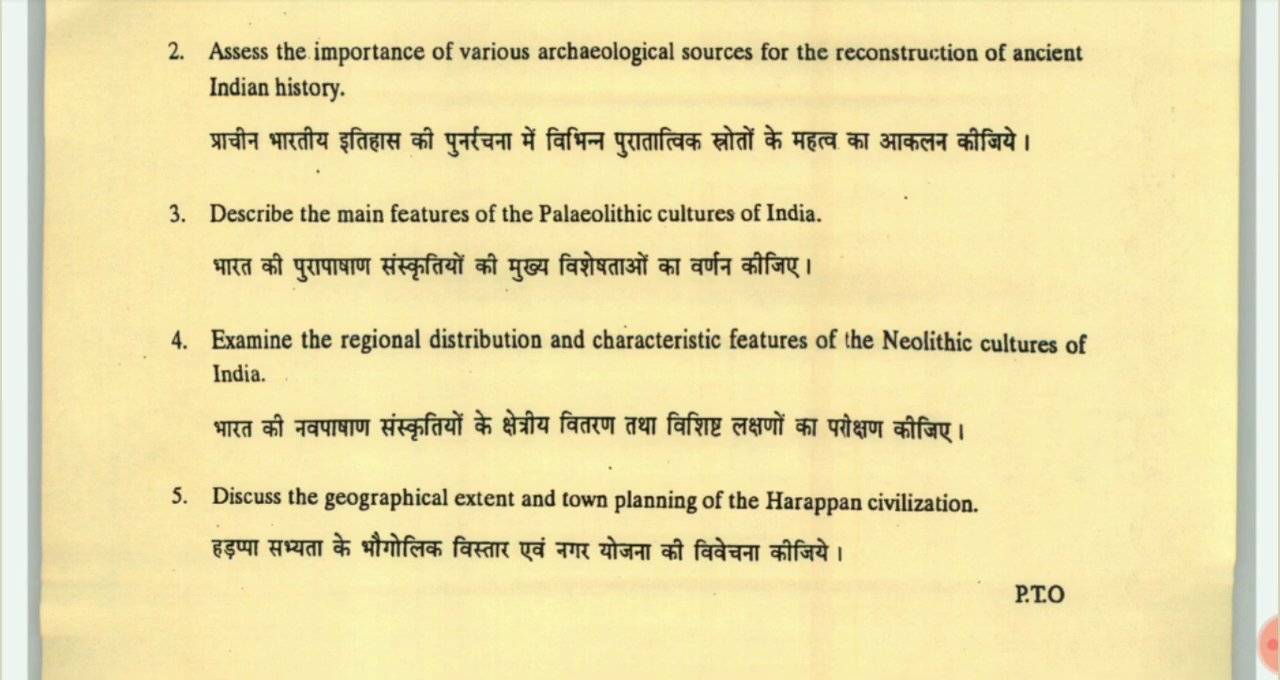 2. Assess the importance of various archaeological sources for the reconstruction of ancient
Indian history.
प्राचीन भारतीय इतिहास की पुनर्रचना में विभिन्न पुरातात्विक स्रोतों के महत्व का आकलन कीजिये।
3. Describe the main features of the Palaeolithic cultures of India.
भारत की पुरापाषाण संस्कृतियों की मुख्य विशेषताओं का वर्णन कीजिए।
4. Examine the regional distribution and characteristic features of the Neolithic cultures of
India.
भारत की नवपाषाण संस्कृतियों के क्षेत्रीय वितरण तथा विशिष्ट लक्षणों का परीक्षण कीजिए।
5. Discuss the geographical extent and town planning of the Harappan civilization.
हड़प्पा सभ्यता के भौगोलिक विस्तार एवं नगर योजना की विवेचना कीजिये।
P.T.O